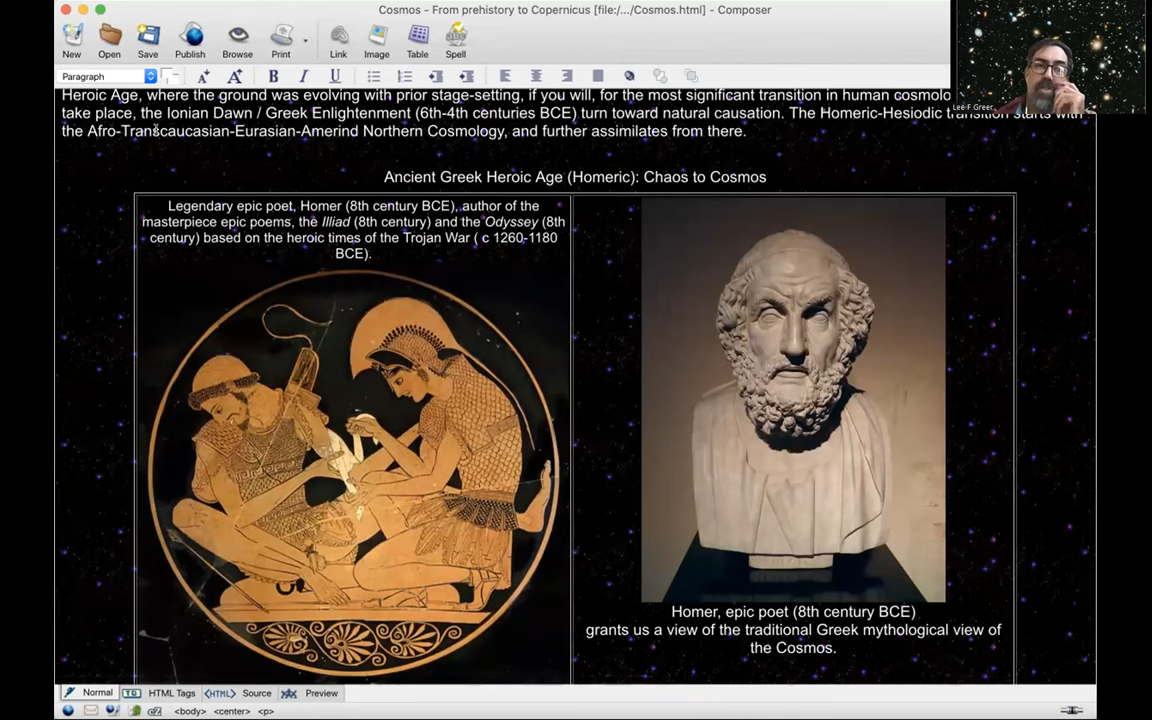 Cosmos - From prehistory to Copernicus [file:/.../Cosmos.html] - Composer
New Open Save Publish Browse Print Link Image Table Spell
Paragraph
Heroic Age, where the ground was evolving with prior stage-setting, if you will, for the most significant transition in human cosmolo
take place, the Ionian Dawn / Greek Enlightenment (6th-4th centuries BCE) turn toward natural causation. The Homeric-Hesiodic transition starts with
the Afro-Transcaucasian-Eurasian-Amerind Northern Cosmology, and further assimilates from there.
Lee F Greer
Ancient Greek Heroic Age (Homeric): Chaos to Cosmos
Legendary epic poet, Homer (8th century BCE), author of the
masterpiece epic poems, the Illiad (8th century) and the Odyssey (8th
century) based on the heroic times of the Trojan War ( c 1260-1180
BCE).
Homer, epic poet (8th century BCE)
grants us a view of the traditional Greek mythological view of
the Cosmos.
Normal HTML Tags <HTML> Source Preview
<body> <center> <p>